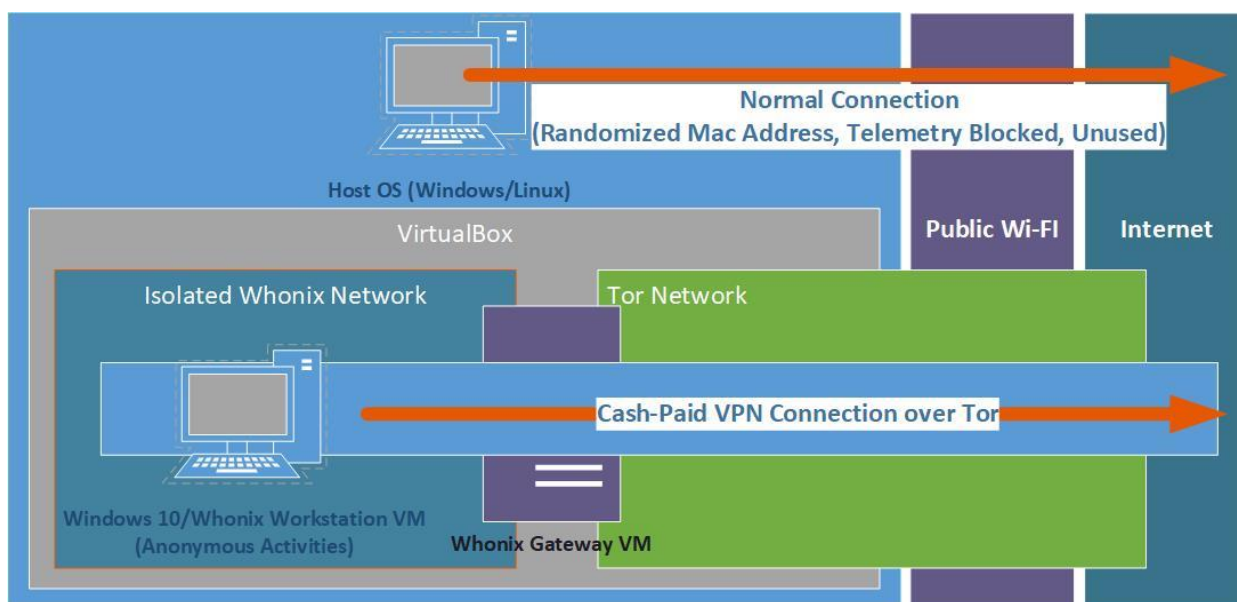 Normal Connection
(Randomized Mac Address, Telemetry Blocked, Unused)
Host OS (Windows/Linux)
VirtualBox
Public Wi-FI
Internet
Isolated Whonix Network
Tor Network
Cash-Paid VPN Connection over Tor
Windows 10/Whonix Workstation VM
(Anonymous Activities)
Whonix Gateway VM